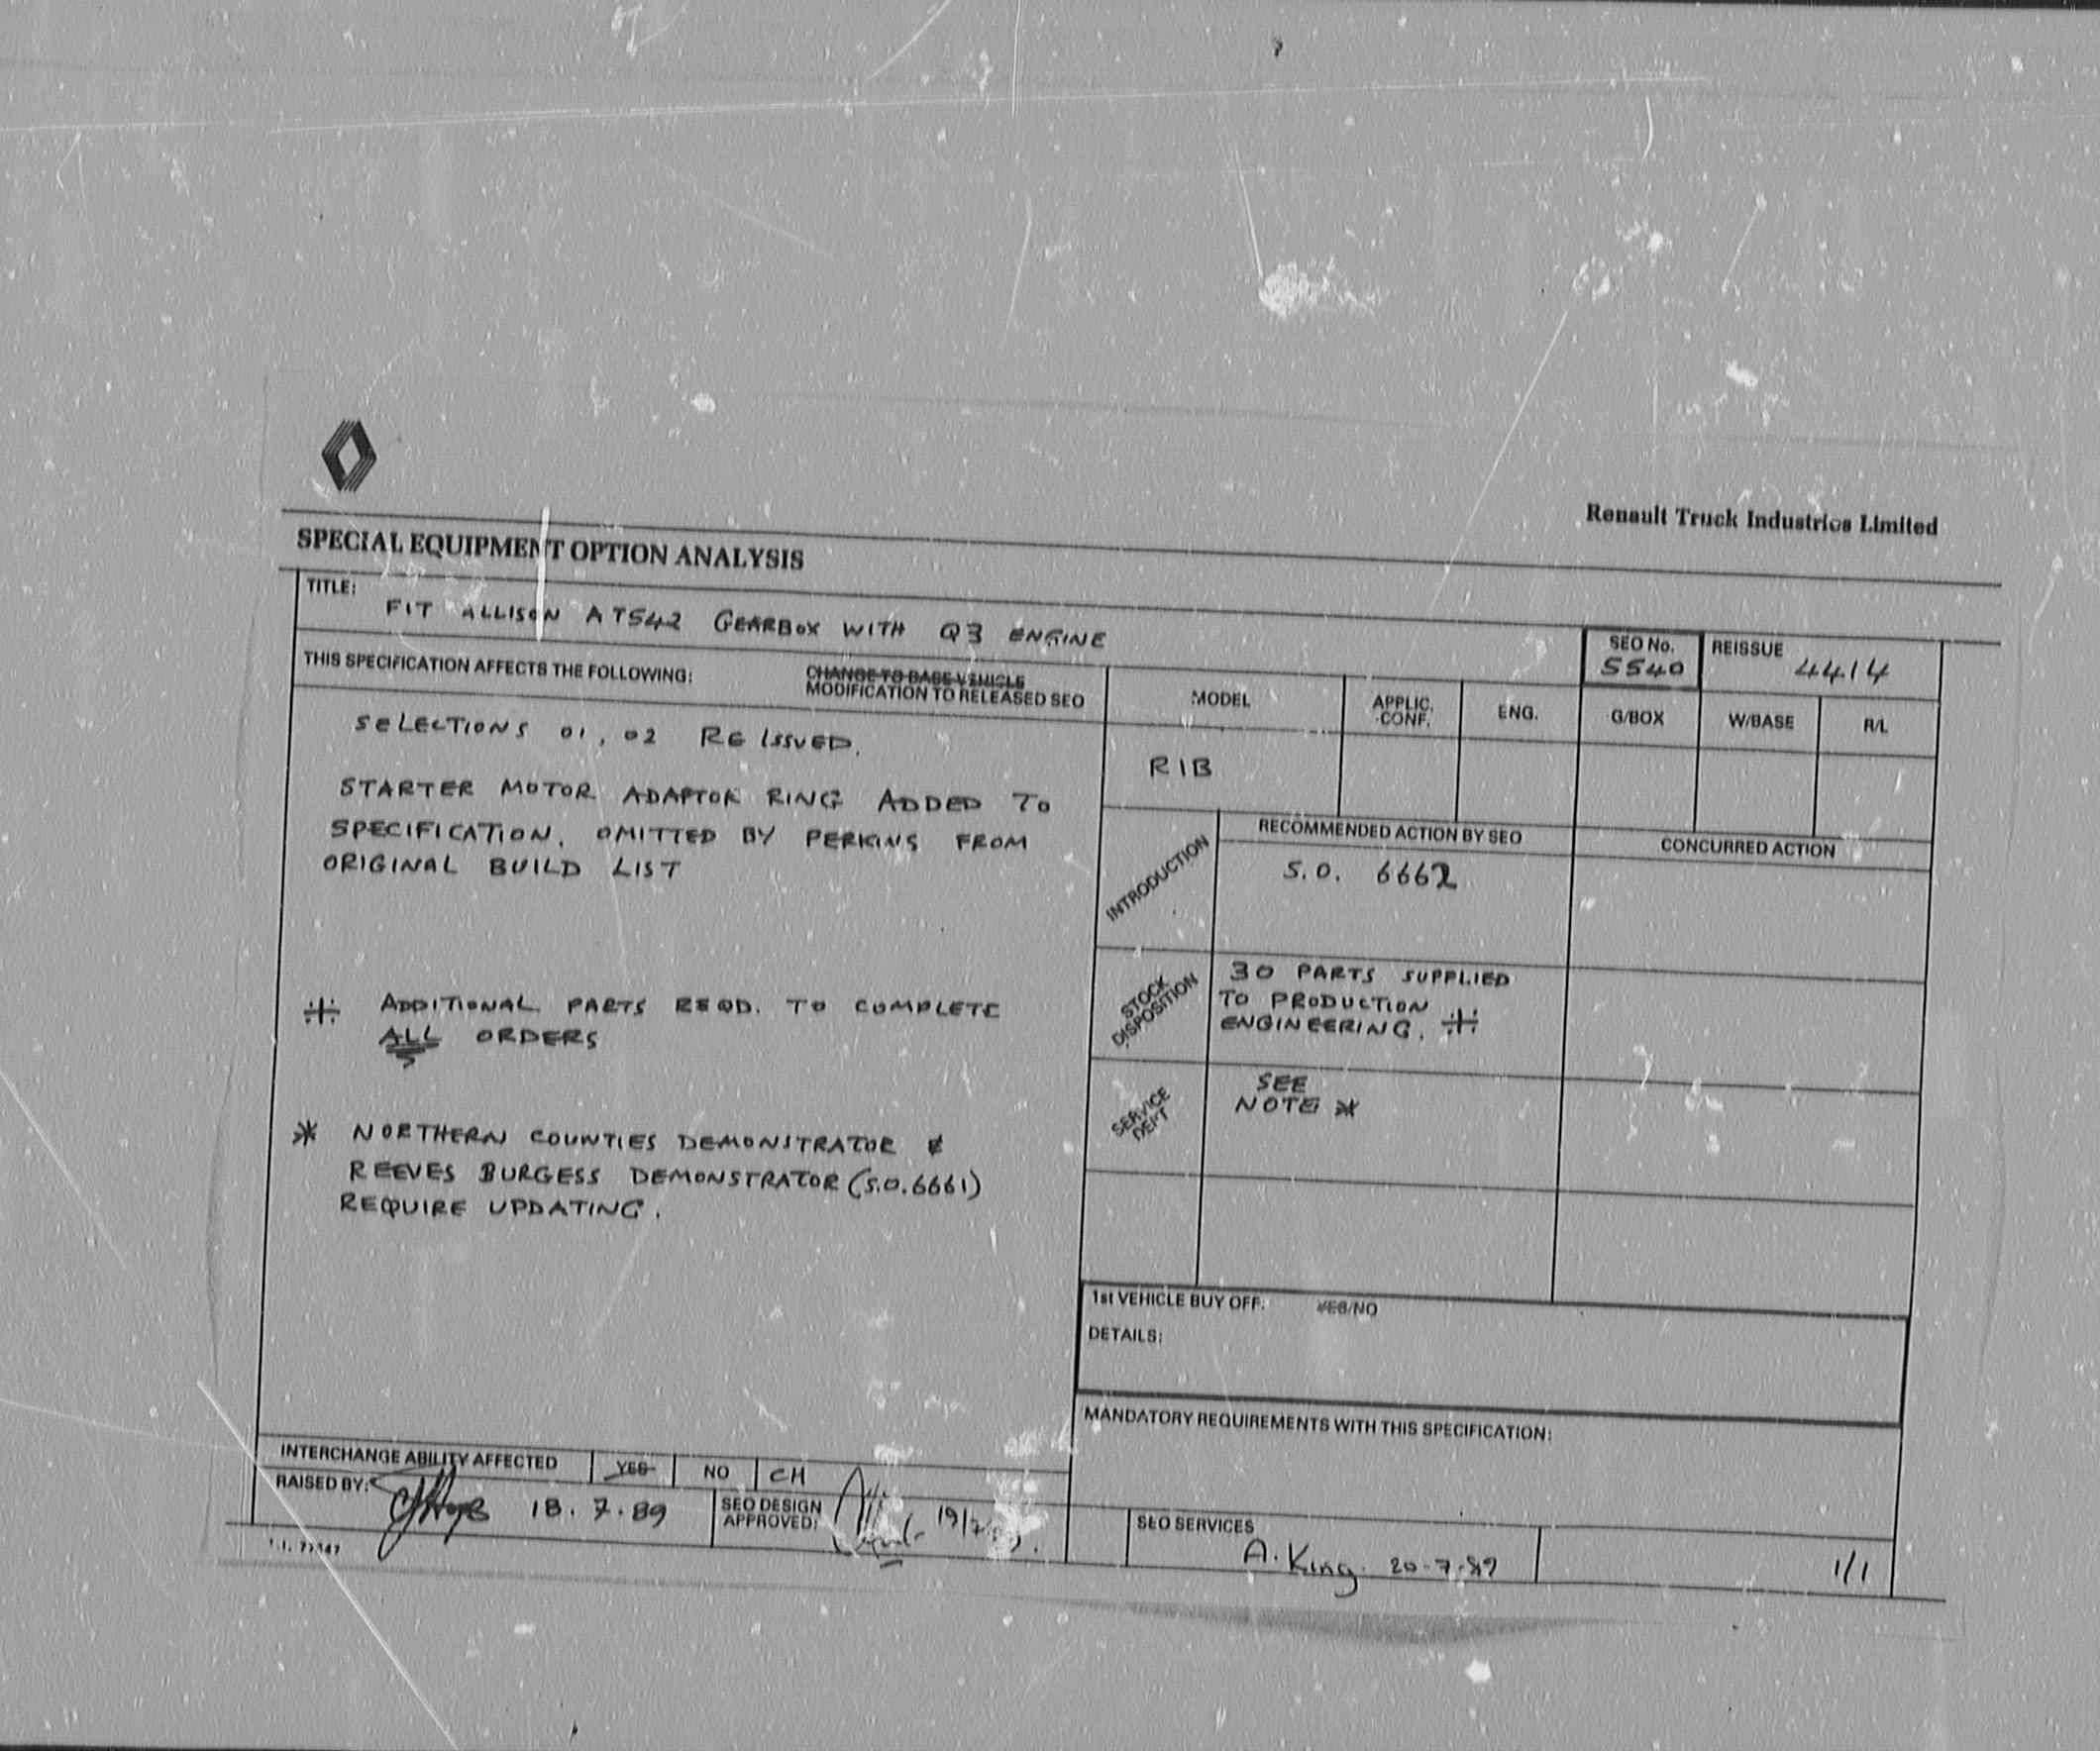 Renault Truck Industries Limited
SPECIAL EQUIPMENT OPTION ANALYSIS
TITLE:
FIT ALLISON AT542 GEARBOX WITH Q3 ENGINE
SEO No.
5540
REISSUE
4414
THIS SPECIFICATION AFFECTS THE FOLLOWING:
CHANGE TO BASE VEHICLE
MODIFICATION TO RELEASED SEO
MODEL
APPLIC.
CONF.
ENG.
G/BOX
W/BASE
R/L
R1B
SELECTIONS 01, 02 RE ISSUED.
STARTER MOTOR ADAPTOR RING ADDED TO
SPECIFICATION. OMITTED BY PERKINS FROM
ORIGINAL BUILD LIST
⁜ ADDITIONAL PARTS REQD. TO COMPLETE
ALL ORDERS
* NORTHERN COUNTIES DEMONSTRATOR &
REEVES BURGESS DEMONSTRATOR (S.O.6661)
REQUIRE UPDATING.
RECOMMENDED ACTION BY SEO
CONCURRED ACTION
INTRODUCTION
S.O. 6662
STOCK
DISPOSITION
30 PARTS SUPPLIED
TO PRODUCTION
ENGINEERING. ⁜
SERVICE
DEPT
SEE
NOTE *
1st VEHICLE BUY OFF: YES/NO
DETAILS:
MANDATORY REQUIREMENTS WITH THIS SPECIFICATION:
INTERCHANGE ABILITY AFFECTED YES NO CH
RAISED BY: 18.7.89
SEO DESIGN
APPROVED:
SEO SERVICES
A. King. 20-7-89
1/1